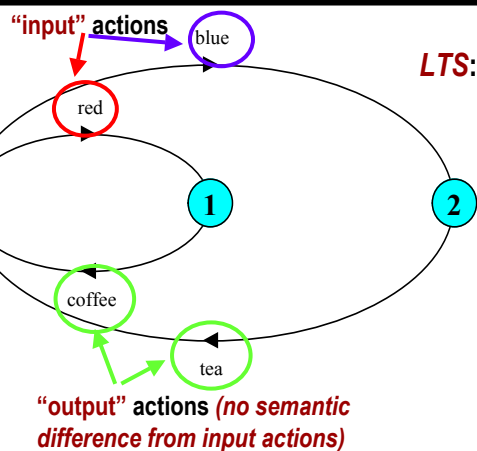 “input” actions
blue
LTS:
red
1
2
coffee
tea
“output” actions (no semantic
difference from input actions)